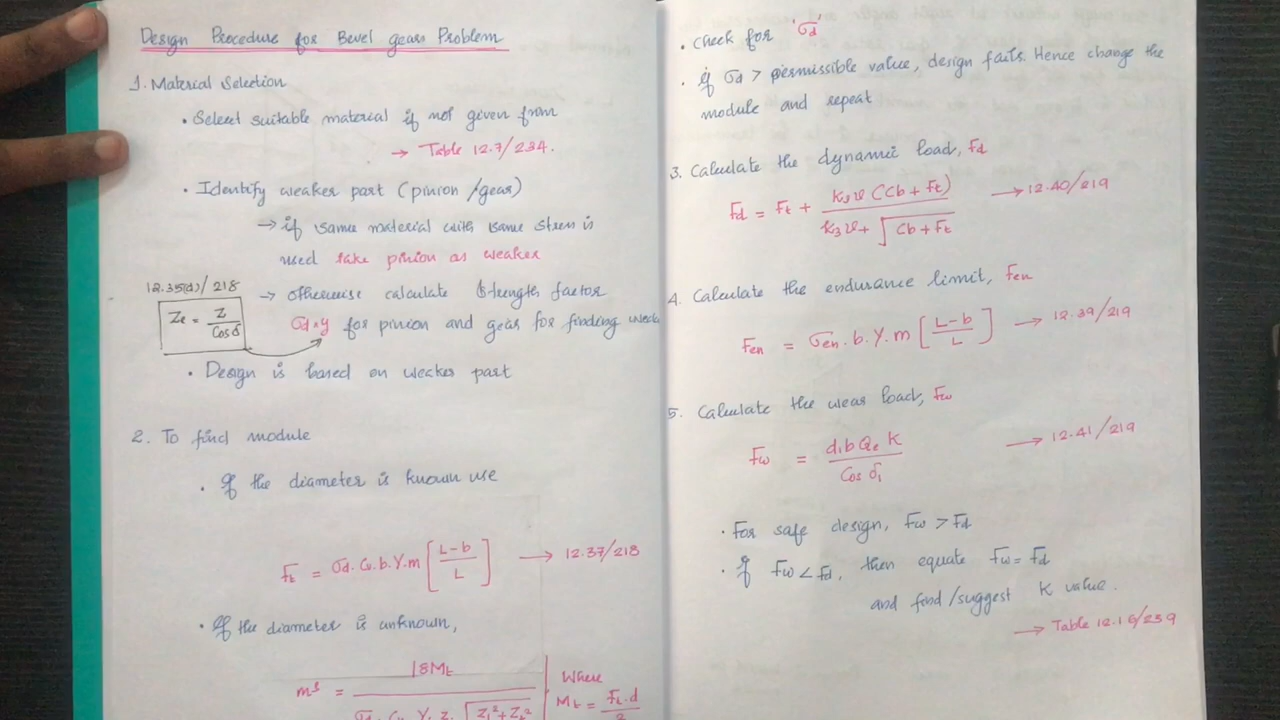 Design Procedure for Bevel gears Problem
1. Material Selection
• Select suitable material if not given from
→ Table 12.7/234.
• Identify weaker part (pinion/gear)
→ if same material with same stress is
used take pinion as weaker
12.35(d)/218
Ze = Z / Cos δ
→ otherwise calculate strength factor
σd × y for pinion and gear for finding
• Design is based on weaker part
2. To find module
• If the diameter is known use
Ft = σd. Cv. b. Y. m [ (L-b) / L ] → 12.37/218
• If the diameter is unknown,
m³ = 18Mt / σd. Cv. Y. Z. √(Z₁²+Z₂²)
Where
Mt = Ft.d / 2
• Check for 'σd'
• if σd > permissible value, design fails. Hence change the
module and repeat
3. Calculate the dynamic load, Fd
Fd = Ft + K3v (Cb + Ft) / (K3v + √(Cb + Ft)) → 12.40/219
4. Calculate the endurance limit, Fen
Fen = σen. b. Y. m [ (L-b) / L ] → 12.39/219
5. Calculate the wear load, Fw
Fw = d₁ b Qe K / Cos δ₁ → 12.41/219
• For safe design, Fw > Fd
• If Fw < Fd, then equate Fw = Fd
and find/suggest K value.
→ Table 12.16/239